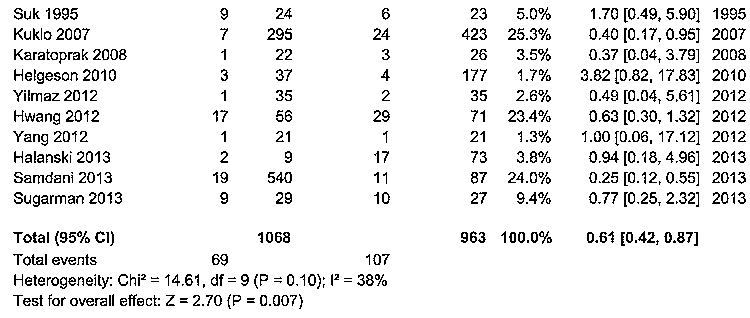 Suk 1995 9 24 6 23 5.0% 1.70 [0.49, 5.90] 1995
Kuklo 2007 7 295 24 423 25.3% 0.40 [0.17, 0.95] 2007
Karatoprak 2008 1 22 3 26 3.5% 0.37 [0.04, 3.79] 2008
Helgeson 2010 3 37 4 177 1.7% 3.82 [0.82, 17.83] 2010
Yilmaz 2012 1 35 2 35 2.6% 0.49 [0.04, 5.61] 2012
Hwang 2012 17 56 29 71 23.4% 0.63 [0.30, 1.32] 2012
Yang 2012 1 21 1 21 1.3% 1.00 [0.06, 17.12] 2012
Halanski 2013 2 9 17 73 3.8% 0.94 [0.18, 4.96] 2013
Samdani 2013 19 540 11 87 24.0% 0.25 [0.12, 0.55] 2013
Sugarman 2013 9 29 10 27 9.4% 0.77 [0.25, 2.32] 2013
Total (95% CI) 1068 963 100.0% 0.61 [0.42, 0.87]
Total events 69 107
Heterogeneity: Chi² = 14.61, df = 9 (P = 0.10); I² = 38%
Test for overall effect: Z = 2.70 (P = 0.007)